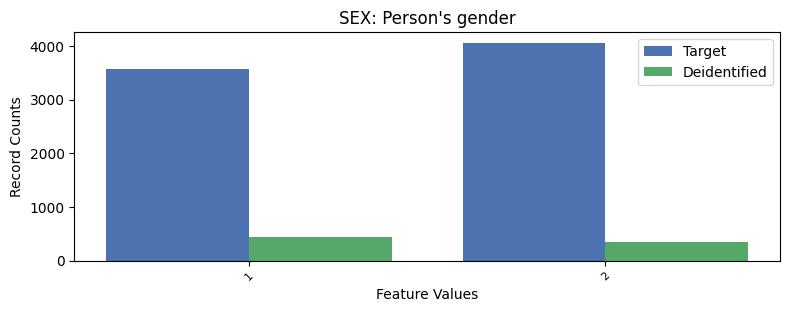 SEX: Person's gender
Target
Deidentified
Record Counts
4000
3000
2000
1000
0
1
2
Feature Values